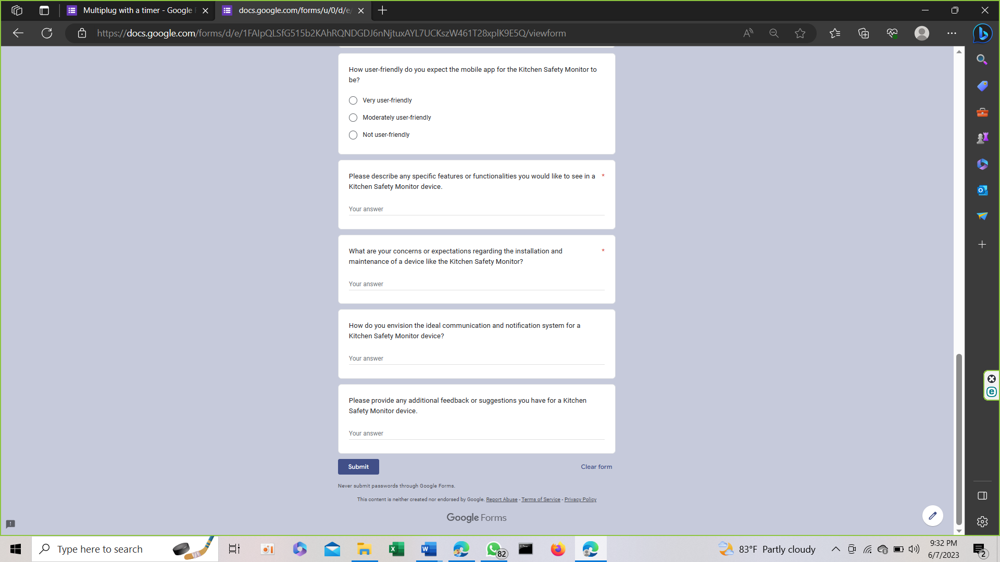 Multiplug with a timer - Google F
docs.google.com/forms/u/0/d/e/
https://docs.google.com/forms/d/e/1FAIpQLSfG515b2KAhRQNDGDJ6nNjtuxAYL7UCKszW461T28xplK9E5Q/viewform
How user-friendly do you expect the mobile app for the Kitchen Safety Monitor to
be?
Very user-friendly
Moderately user-friendly
Not user-friendly
Please describe any specific features or functionalities you would like to see in a *
Kitchen Safety Monitor device.
Your answer
What are your concerns or expectations regarding the installation and *
maintenance of a device like the Kitchen Safety Monitor?
Your answer
How do you envision the ideal communication and notification system for a
Kitchen Safety Monitor device?
Your answer
Please provide any additional feedback or suggestions you have for a Kitchen
Safety Monitor device.
Your answer
Submit
Clear form
Never submit passwords through Google Forms.
This content is neither created nor endorsed by Google. Report Abuse - Terms of Service - Privacy Policy
Google Forms
Type here to search
82
83°F Partly cloudy
9:32 PM
6/7/2023
2